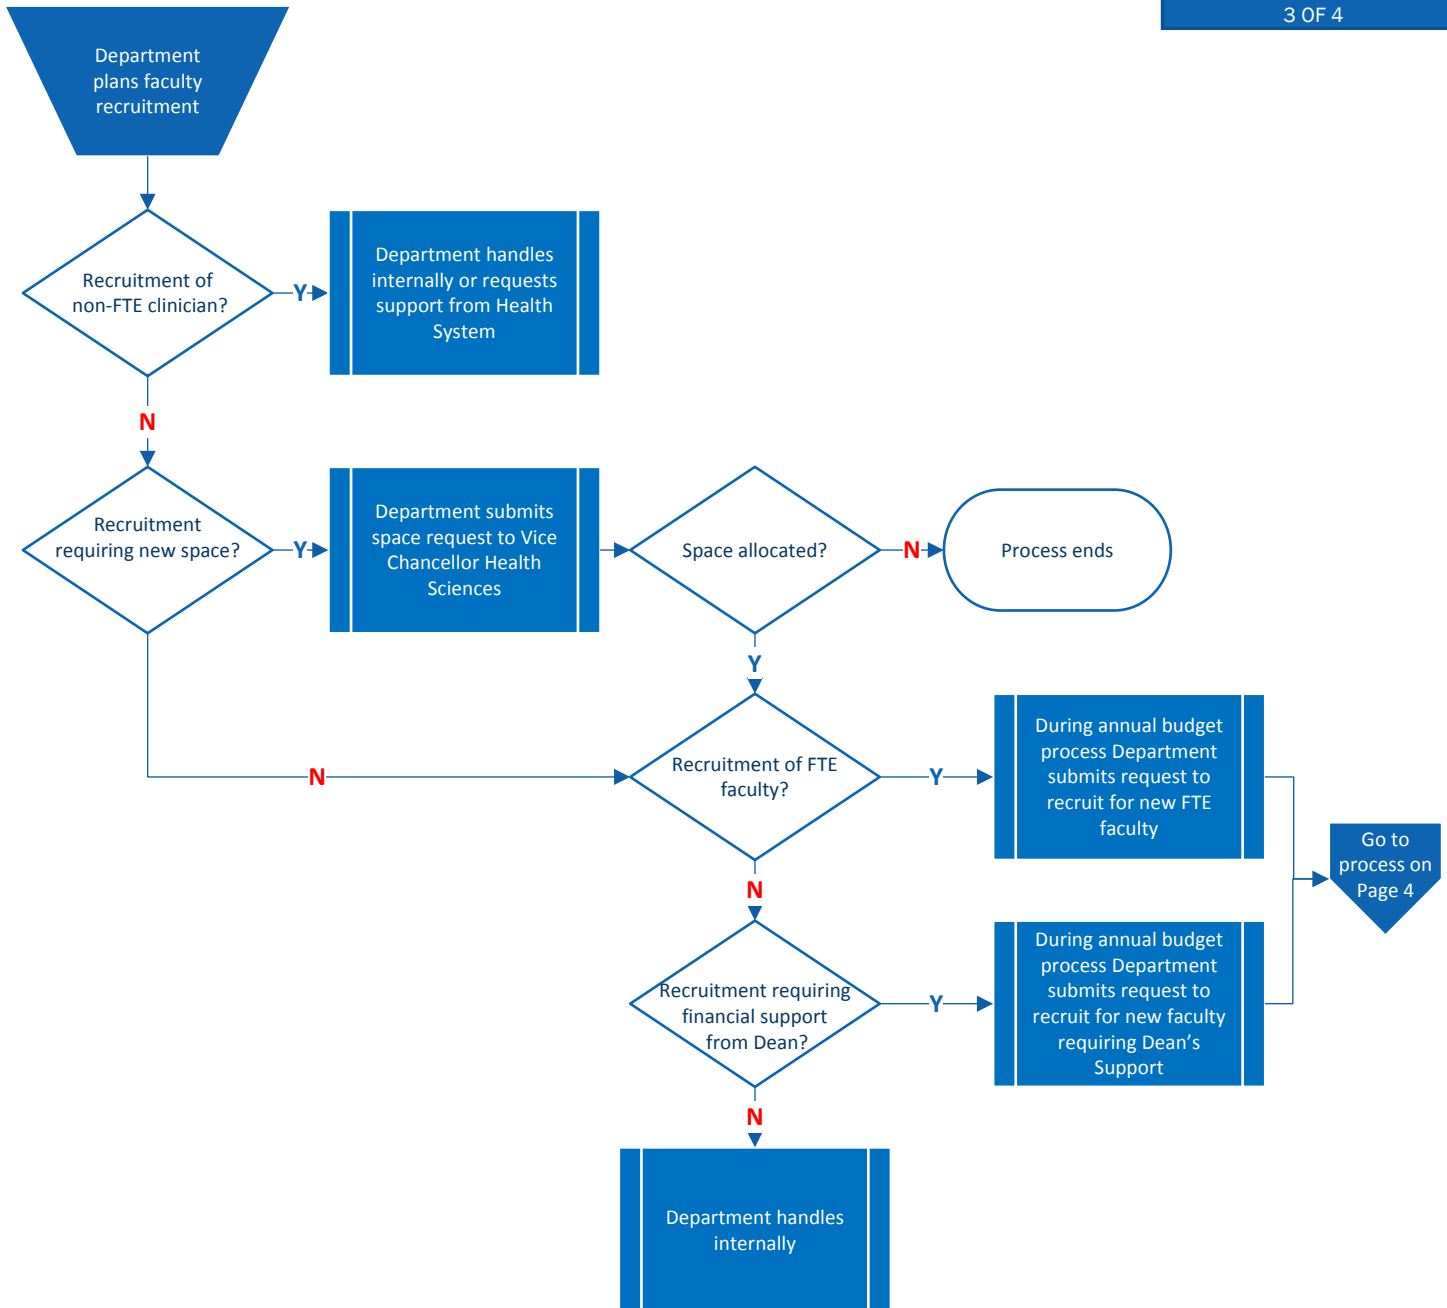 3 OF 4
Department
plans faculty
recruitment
Recruitment of
non-FTE clinician?
Y
Department handles
internally or requests
support from Health
System
N
Recruitment
requiring new space?
Y
Department submits
space request to Vice
Chancellor Health
Sciences
Space allocated?
N
Process ends
Y
N
Recruitment of FTE
faculty?
Y
During annual budget
process Department
submits request to
recruit for new FTE
faculty
Go to
process on
Page 4
N
Recruitment requiring
financial support
from Dean?
Y
During annual budget
process Department
submits request to
recruit for new faculty
requiring Dean’s
Support
N
Department handles
internally